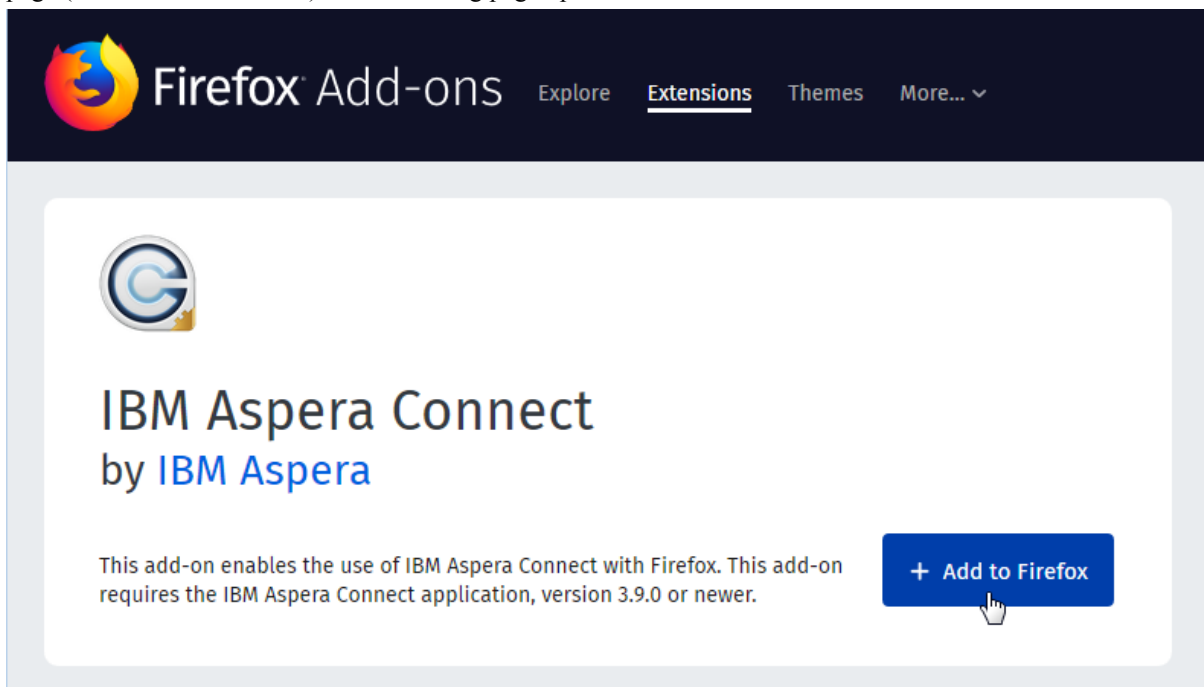 Firefox Add-ons Explore Extensions Themes More...
IBM Aspera Connect
by IBM Aspera
This add-on enables the use of IBM Aspera Connect with Firefox. This add-on
requires the IBM Aspera Connect application, version 3.9.0 or newer.
+ Add to Firefox